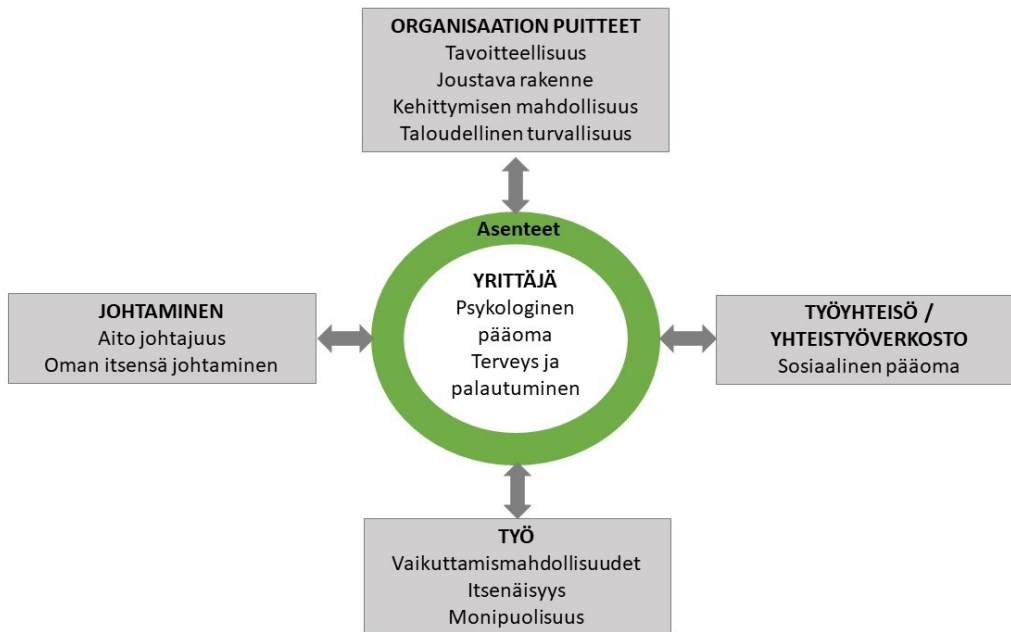 ORGANISAATION PUITTEET
Tavoitteellisuus
Joustava rakenne
Kehittymisen mahdollisuus
Taloudellinen turvallisuus
Asenteet
YRITTÄJÄ
Psykologinen
pääoma
Terveys ja
palautuminen
JOHTAMINEN
Aito johtajuus
Oman itsensä johtaminen
TYÖYHTEISÖ /
YHTEISTYÖVERKOSTO
Sosiaalinen pääoma
TYÖ
Vaikuttamismahdollisuudet
Itsenäisyys
Monipuolisuus